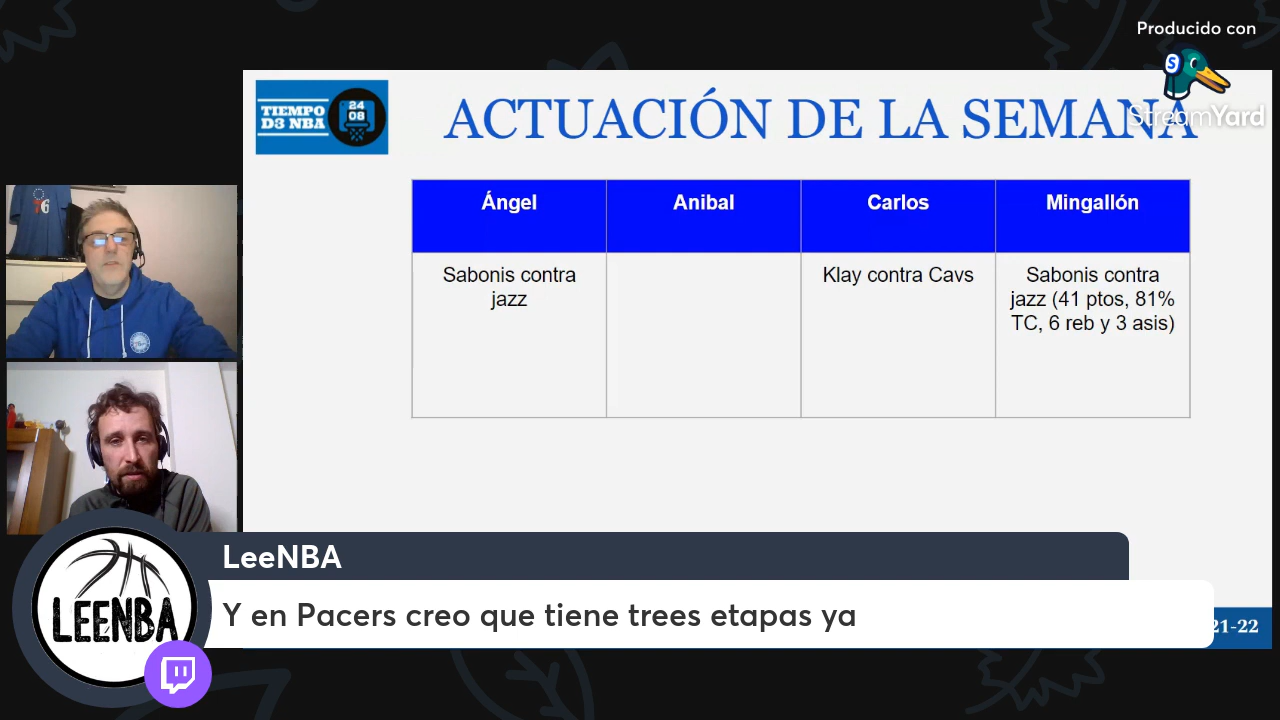 Producido con
StreamYard
TIEMPO
D3 NBA
24
08
ACTUACIÓN DE LA SEMANA
Ángel
Anibal
Carlos
Mingallón
Sabonis contra
jazz
Klay contra Cavs
Sabonis contra
jazz (41 ptos, 81%
TC, 6 reb y 3 asis)
76
LeeNBA
LEENBA
Y en Pacers creo que tiene trees etapas ya
21-22